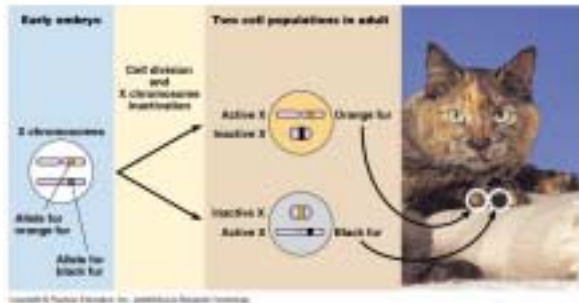 Early embryo
Two cell populations in adult
Cell division
and
X chromosome
inactivation
X chromosomes
Allele for
orange fur
Allele for
black fur
Active X
Inactive X
Orange fur
Inactive X
Active X
Black fur